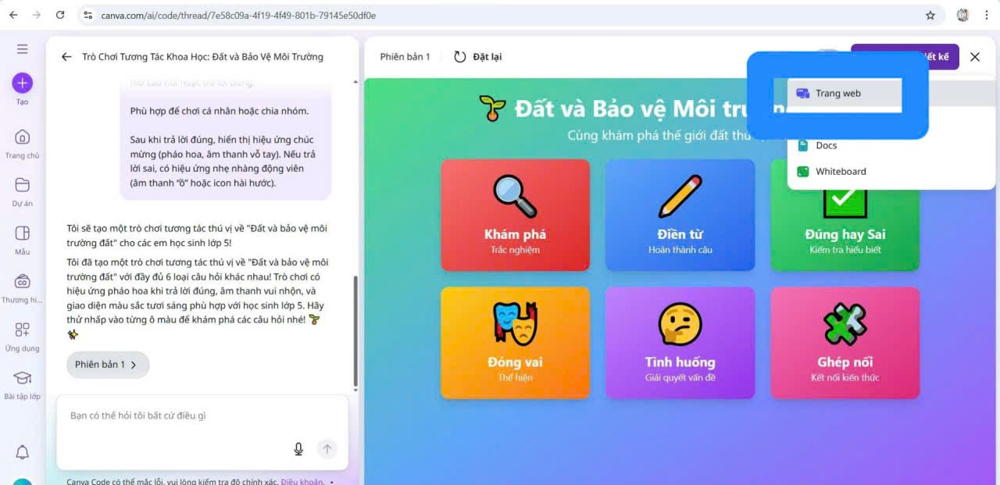 canva.com/ai/code/thread/7e58c09a-4f19-4f49-801b-79145e50df0e
Tạo
Trang chủ
Dự án
Mẫu
Thương hi...
Ứng dụng
Bài tập lớp
Trò Chơi Tương Tác Khoa Học: Đất và Bảo Vệ Môi Trường
Phù hợp để chơi cá nhân hoặc chia nhóm.
Sau khi trả lời đúng, hiển thị hiệu ứng chúc
mừng (pháo hoa, âm thanh vỗ tay). Nếu trả
lời sai, có hiệu ứng nhẹ nhàng động viên
(âm thanh “ồ” hoặc icon hài hước).
Tôi sẽ tạo một trò chơi tương tác thú vị về "Đất và bảo vệ môi
trường đất" cho các em học sinh lớp 5!
Tôi đã tạo một trò chơi tương tác thú vị về "Đất và bảo vệ môi
trường đất" với đầy đủ 6 loại câu hỏi khác nhau! Trò chơi có
hiệu ứng pháo hoa khi trả lời đúng, âm thanh vui nhộn, và
giao diện màu sắc tươi sáng phù hợp với học sinh lớp 5. Hãy
thử nhấp vào từng ô màu để khám phá các câu hỏi nhé!
Phiên bản 1
Bạn có thể hỏi tôi bất cứ điều gì
Canva Code có thể mắc lỗi, vui lòng kiểm tra độ chính xác. Điều khoản. •
Phiên bản 1
Đặt lại
kế
Trang web
Docs
Whiteboard
Đất và Bảo vệ Môi
Cùng khám phá thế giới đất
Khám phá
Trắc nghiệm
Điền từ
Hoàn thành câu
Đúng hay Sai
Kiểm tra hiểu biết
Đóng vai
Thể hiện
Tình huống
Giải quyết vấn đề
Ghép nối
Kết nối kiến thức